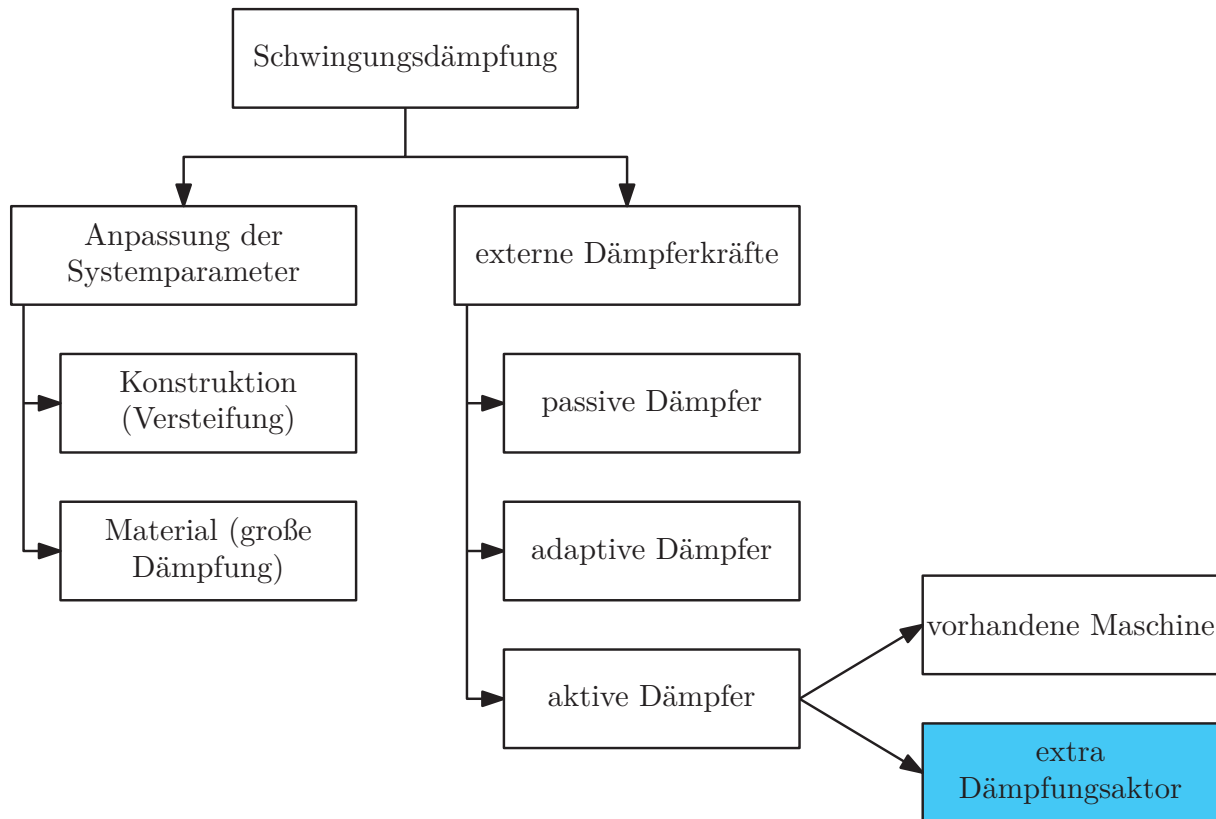 Schwingungsdämpfung
Anpassung der
Systemparameter
externe Dämpferkräfte
Konstruktion
(Versteifung)
passive Dämpfer
Material (große
Dämpfung)
adaptive Dämpfer
aktive Dämpfer
vorhandene Maschine
extra
Dämpfungsaktor